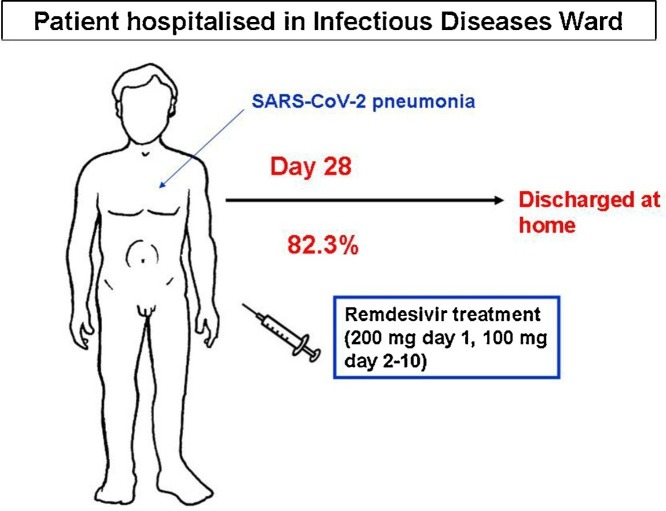 Patient hospitalised in Infectious Diseases Ward
SARS-CoV-2 pneumonia
Day 28
Discharged at
home
82.3%
Remdesivir treatment
(200 mg day 1, 100 mg
day 2-10)